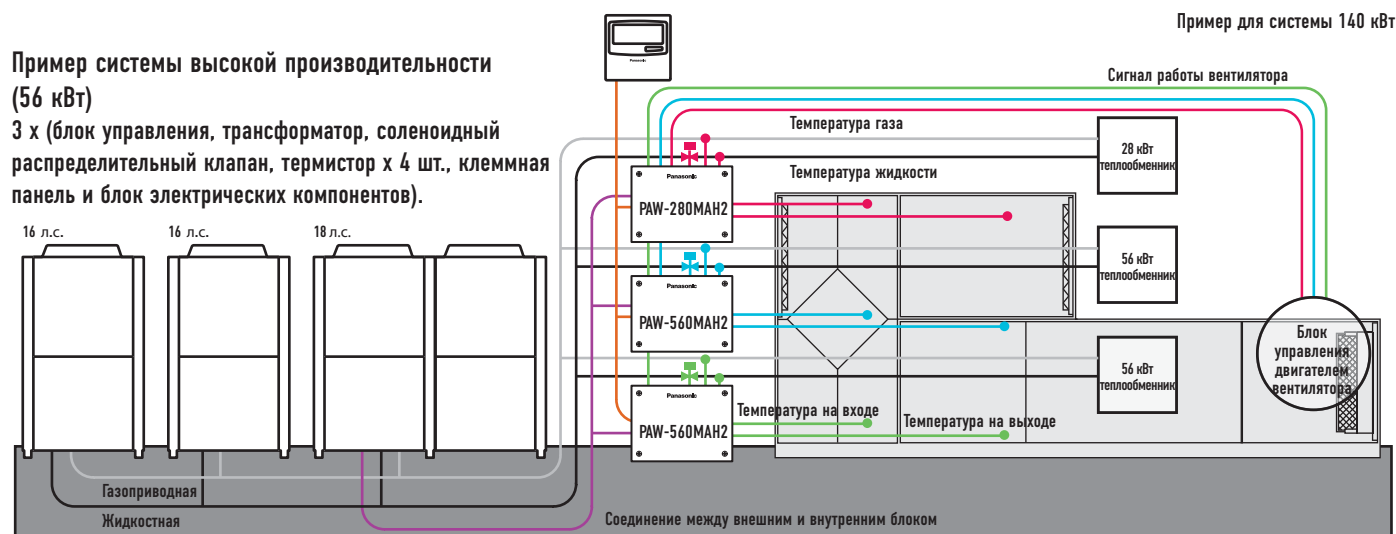 Пример для системы 140 кВт
Пример системы высокой производительности
(56 кВт)
3 x (блок управления, трансформатор, соленоидный
распределительный клапан, термистор x 4 шт., клеммная
панель и блок электрических компонентов).
Panasonic
Сигнал работы вентилятора
Температура газа
Температура жидкости
28 кВт
теплообменник
Panasonic
PAW-280MAH2
16 л.с.
16 л.с.
18 л.с.
56 кВт
теплообменник
Panasonic
PAW-560MAH2
Блок
управления
двигателем
вентилятора
56 кВт
теплообменник
Panasonic
PAW-560MAH2
Температура на входе
Температура на выходе
Газоприводная
Жидкостная
Соединение между внешним и внутренним блоком